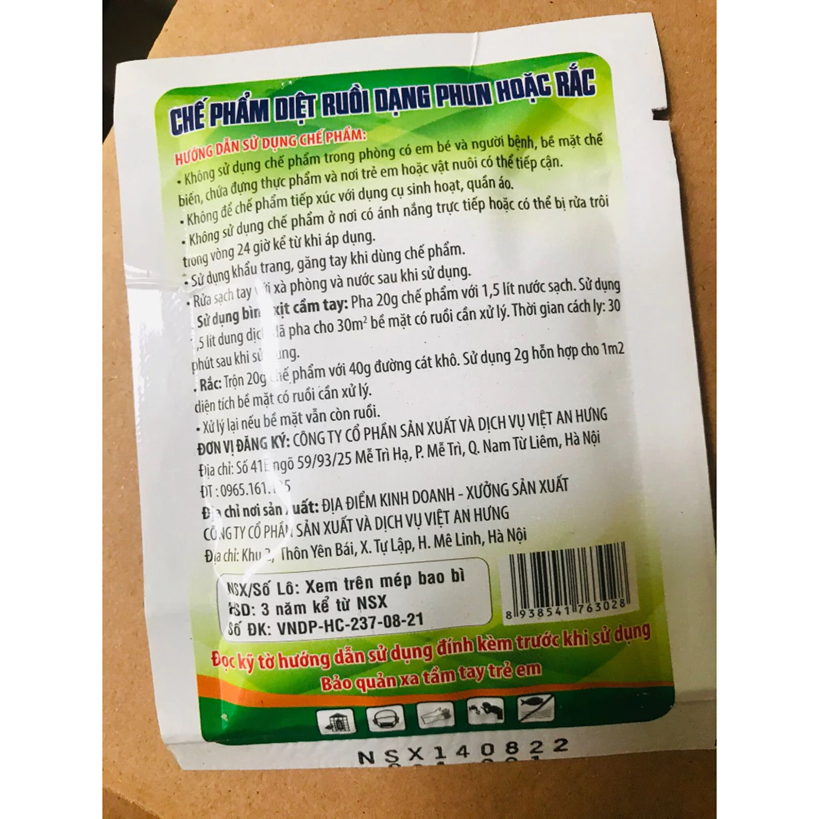 CHẾ PHẨM DIỆT RUỒI DẠNG PHUN HOẶC RẮC
HƯỚNG DẪN SỬ DỤNG CHẾ PHẨM:
• Không sử dụng chế phẩm trong phòng có em bé và người bệnh, bề mặt chế
biến, chứa đựng thực phẩm và nơi trẻ em hoặc vật nuôi có thể tiếp cận.
• Không để chế phẩm tiếp xúc với dụng cụ sinh hoạt, quần áo.
• Không sử dụng chế phẩm ở nơi có ánh nắng trực tiếp hoặc có thể bị rửa trôi
trong vòng 24 giờ kể từ khi áp dụng.
• Sử dụng khẩu trang, găng tay khi dùng chế phẩm.
• Rửa sạch tay với xà phòng và nước sau khi sử dụng.
Sử dụng bình xịt cầm tay: Pha 20g chế phẩm với 1,5 lít nước sạch. Sử dụng
1,5 lít dung dịch đã pha cho 30m² bề mặt có ruồi cần xử lý. Thời gian cách ly: 30
phút sau khi sử dụng.
• Rắc: Trộn 20g chế phẩm với 40g đường cát khô. Sử dụng 2g hỗn hợp cho 1m2
diện tích bề mặt có ruồi cần xử lý.
• Xử lý lại nếu bề mặt vẫn còn ruồi.
ĐƠN VỊ ĐĂNG KÝ: CÔNG TY CỔ PHẦN SẢN XUẤT VÀ DỊCH VỤ VIỆT AN HƯNG
Địa chỉ: Số 41E ngõ 59/93/25 Mễ Trì Hạ, P. Mễ Trì, Q. Nam Từ Liêm, Hà Nội
ĐT : 0965.161.
Địa chỉ nơi sản xuất: ĐỊA ĐIỂM KINH DOANH - XƯỞNG SẢN XUẤT
CÔNG TY CỔ PHẦN SẢN XUẤT VÀ DỊCH VỤ VIỆT AN HƯNG
Địa chỉ: Khu 2, Thôn Yên Bái, X. Tự Lập, H. Mê Linh, Hà Nội
NSX/Số Lô: Xem trên mép bao bì
HSD: 3 năm kể từ NSX
Số ĐK: VNDP-HC-237-08-21
8 938541 763028
Đọc kỹ tờ hướng dẫn sử dụng đính kèm trước khi sử dụng
Bảo quản xa tầm tay trẻ em
NSX140822